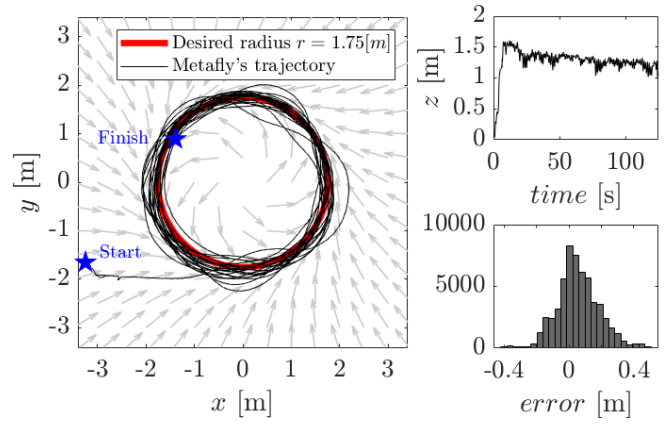 Desired radius r = 1.75[m]
Metafly's trajectory
Finish
Start
3
2
1
0
-1
-2
-3
y [m]
-3 -2 -1 0 1 2 3
x [m]
2
1.5
1
0.5
0
z [m]
0 50 100
time [s]
10000
5000
0
-0.4 0 0.4
error [m]